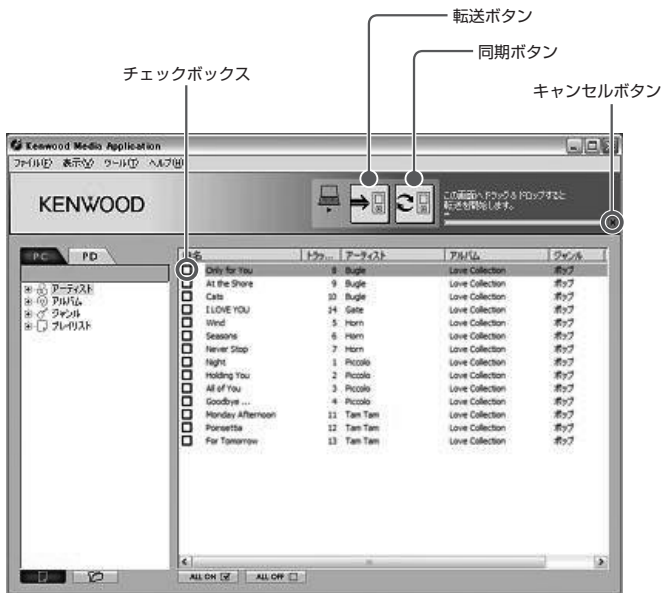 転送ボタン
同期ボタン
チェックボックス
キャンセルボタン
Kenwood Media Application
ファイル(F) 表示(V) ツール(T) ヘルプ(H)
KENWOOD
この画面へドラッグ&ドロップすると
転送を開始します。
PC PD
曲名 トラッ... アーティスト アルバム ジャンル
アーティスト
アルバム
ジャンル
プレイリスト
Only for You 8 Bugle Love Collection ポップ
At the Shore 9 Bugle Love Collection ポップ
Cats 10 Bugle Love Collection ポップ
I LOVE YOU 14 Gate Love Collection ポップ
Wind 5 Horn Love Collection ポップ
Seasons 6 Horn Love Collection ポップ
Never Stop 7 Horn Love Collection ポップ
Night 1 Piccolo Love Collection ポップ
Holding You 2 Piccolo Love Collection ポップ
All of You 3 Piccolo Love Collection ポップ
Goodbye ... 4 Piccolo Love Collection ポップ
Monday Afternoon 11 Tam Tam Love Collection ポップ
Poinsettia 12 Tam Tam Love Collection ポップ
For Tomorrow 13 Tam Tam Love Collection ポップ
ALL ON ALL OFF